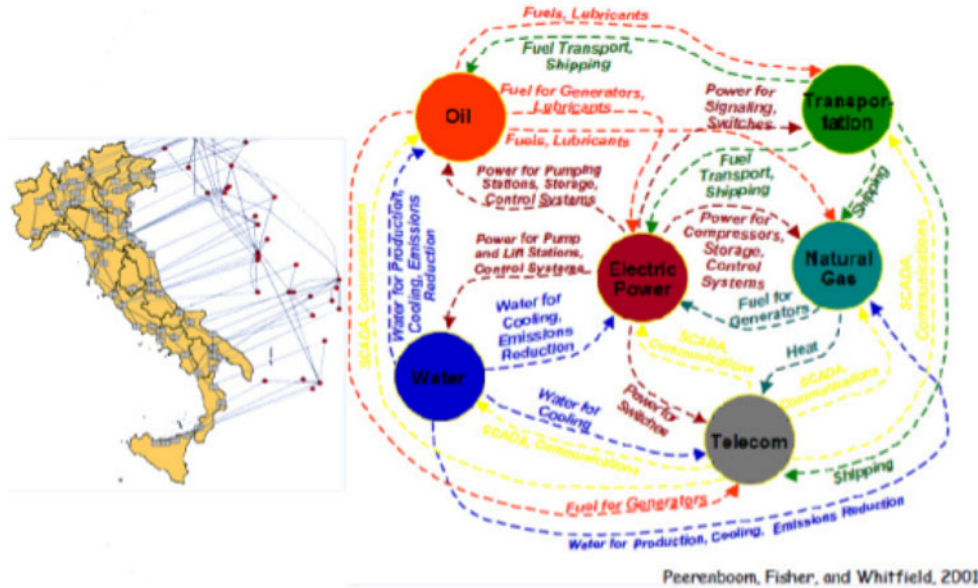 Fuels, Lubricants
Fuel Transport,
Shipping
Oil
Fuel for Generators,
Lubricants
Fuels, Lubricants
Power for
Signaling,
Switches
Transpor-
tation
Power for Pumping
Stations, Storage,
Control Systems
Fuel
Transport,
Shipping
Shipping
Power for Pump
and Lift Stations,
Control Systems
Electric
Power
Power for
Compressors,
Storage,
Control
Systems
Natural
Gas
SCADA, Communications
Water for Production,
Cooling, Emissions
Reduction
Water for
Cooling,
Emissions
Reduction
Fuel for
Generators
SCADA,
Communications
Water
SCADA,
Communications
Heat
SCADA,
Communications
Water for
Cooling
Power for
Switches
Telecom
SCADA, Communications
Shipping
Fuel for Generators
Water for Production, Cooling, Emissions Reduction
Peerenboom, Fisher, and Whitfield, 2001